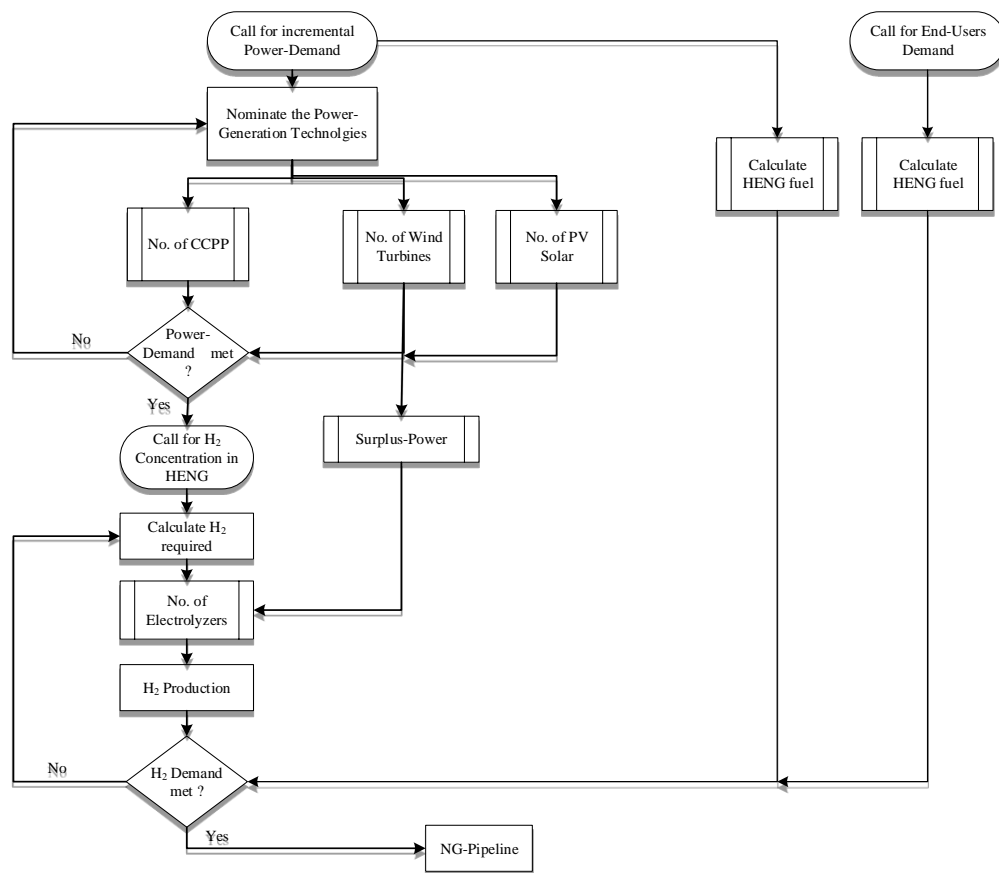 Call for incremental
Power-Demand
Call for End-Users
Demand
Nominate the Power-
Generation Technolgies
Calculate
HENG fuel
Calculate
HENG fuel
No. of CCPP
No. of Wind
Turbines
No. of PV
Solar
Power-
Demand met
?
No
Yes
Call for H₂
Concentration in
HENG
Surplus-Power
Calculate H₂
required
No. of
Electrolyzers
H₂ Production
H₂ Demand
met ?
No
Yes
NG-Pipeline